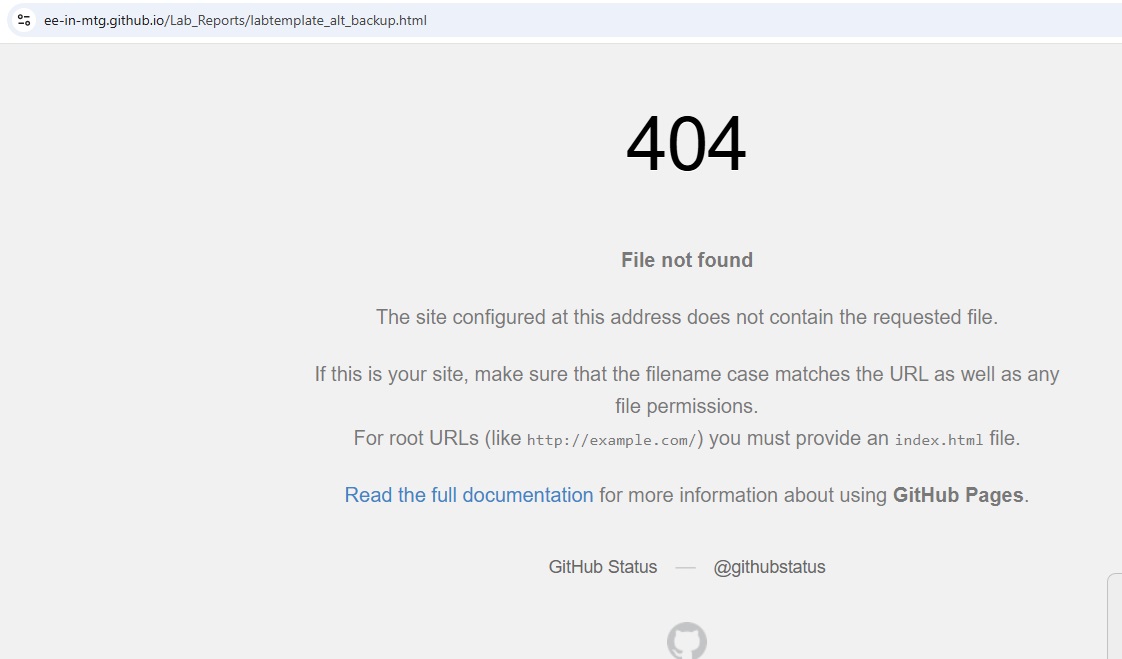 ee-in-mtg.github.io/Lab_Reports/labtemplate_alt_backup.html
404
File not found
The site configured at this address does not contain the requested file.
If this is your site, make sure that the filename case matches the URL as well as any
file permissions.
For root URLs (like http://example.com/) you must provide an index.html file.
Read the full documentation for more information about using GitHub Pages.
GitHub Status — @githubstatus